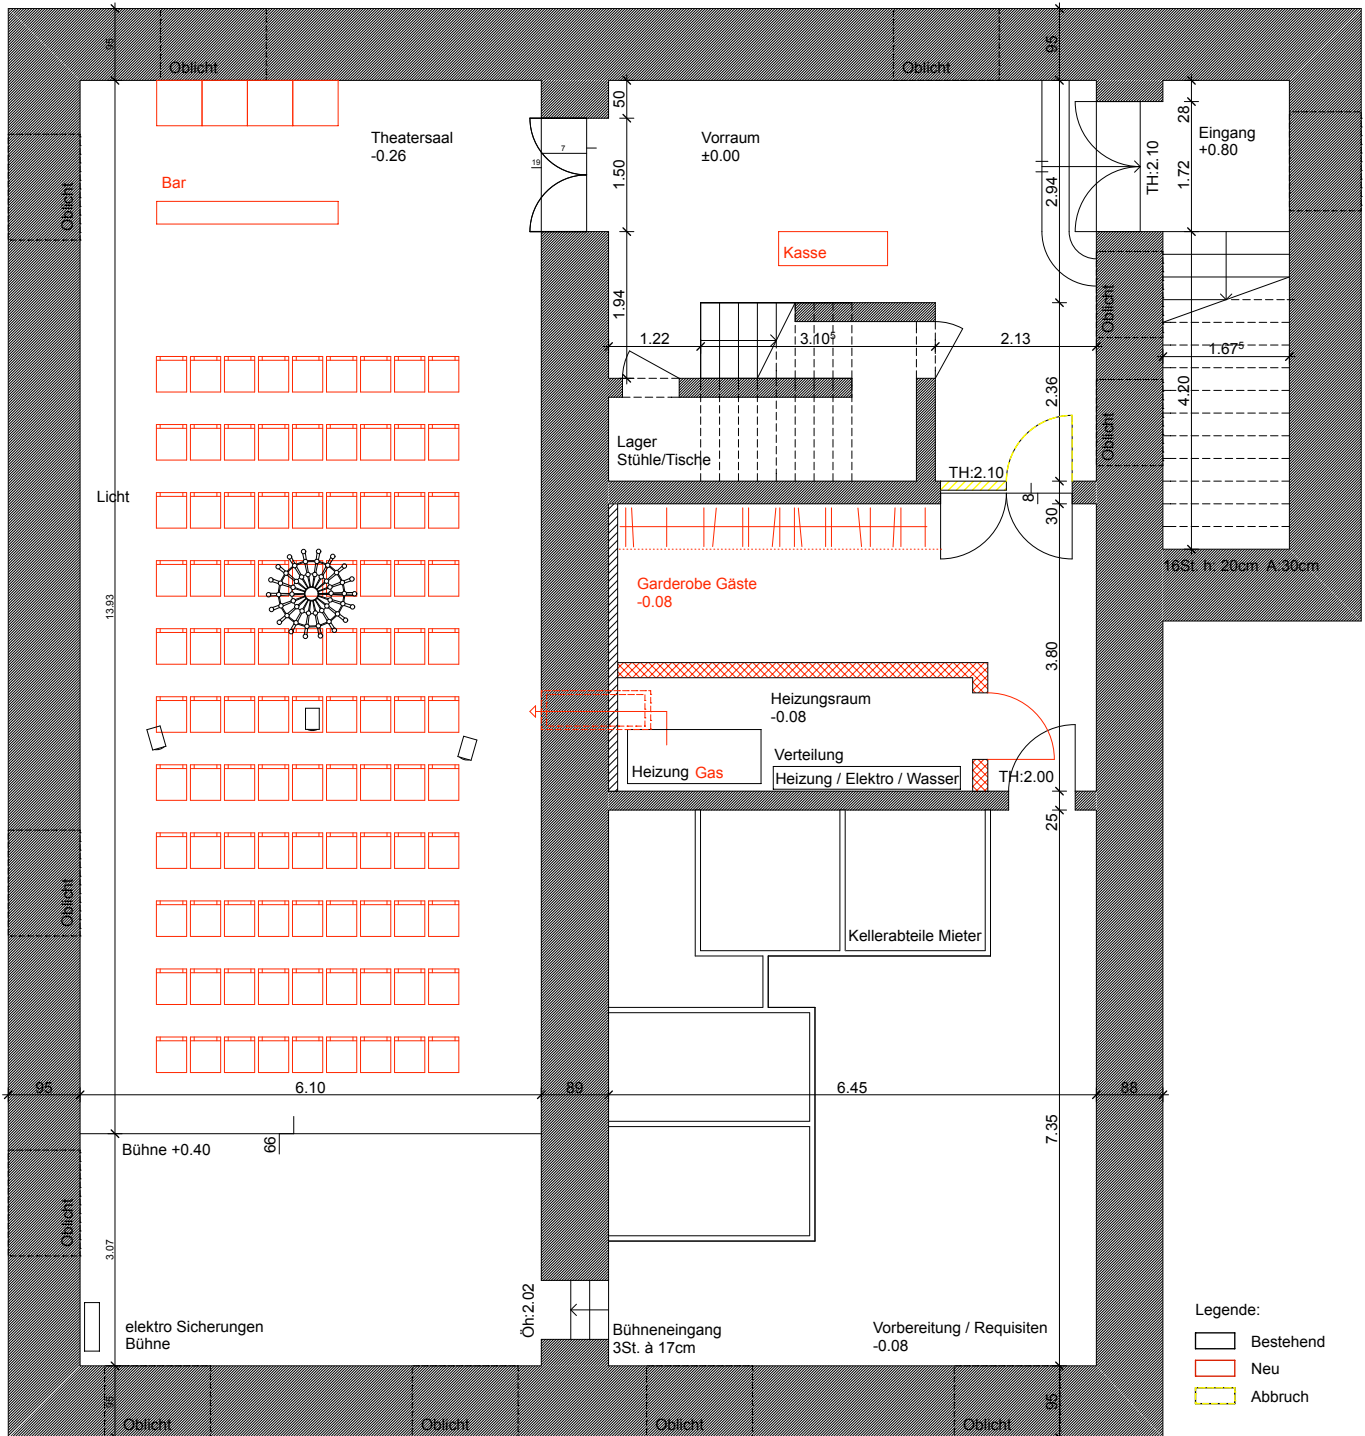 95
95
Oblicht
Oblicht
50
28
Theatersaal
-0.26
Vorraum
±0.00
Eingang
+0.80
TH:2.10
7
19
1.50
1.72
2.94
Bar
Oblicht
Oblicht
Kasse
1.94
Oblicht
1.22
3.10⁵
2.13
1.67⁵
2.36
4.20
Oblicht
Lager
Stühle/Tische
TH:2.10
Licht
8
30
16St. h: 20cm A:30cm
Garderobe Gäste
-0.08
13.93
3.80
Heizungsraum
-0.08
Verteilung
Heizung Gas
Heizung / Elektro / Wasser
TH:2.00
25
Oblicht
Kellerabteile Mieter
95
6.10
89
6.45
88
7.35
Bühne +0.40
66
Oblicht
3.07
Öh:2.02
elektro Sicherungen
Bühne
Bühneneingang
3St. à 17cm
Vorbereitung / Requisiten
-0.08
Legende:
Bestehend
Neu
Abbruch
95
95
Oblicht
Oblicht
Oblicht
Oblicht